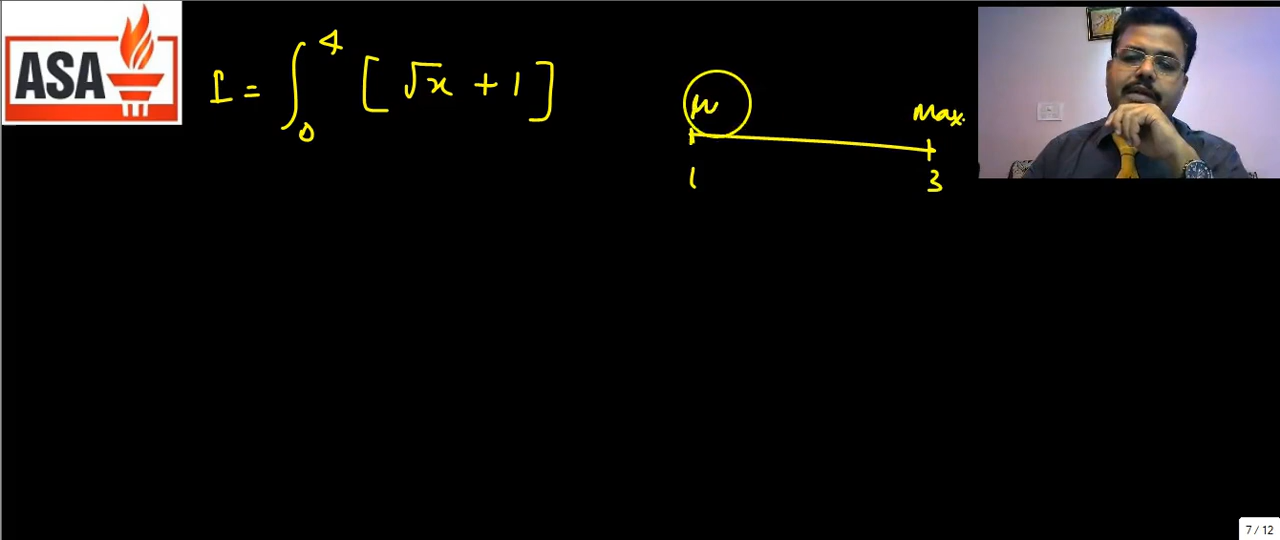 ASA
I = ∫₀⁴ [√x + 1]
M
Max.
1 3
7 / 12